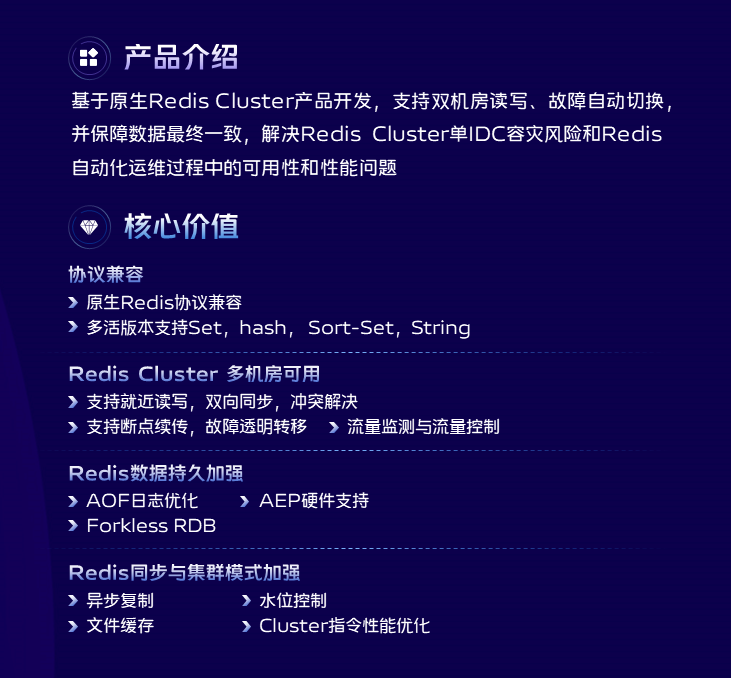 产品介绍
基于原生Redis Cluster产品开发，支持双机房读写、故障自动切换，
并保障数据最终一致，解决Redis Cluster单IDC容灾风险和Redis
自动化运维过程中的可用性和性能问题
核心价值
协议兼容
原生Redis协议兼容
多活版本支持Set，hash，Sort-Set，String
Redis Cluster 多机房可用
支持就近读写，双向同步，冲突解决
支持断点续传，故障透明转移 流量监测与流量控制
Redis数据持久加强
AOF日志优化 AEP硬件支持
Forkless RDB
Redis同步与集群模式加强
异步复制 水位控制
文件缓存 Cluster指令性能优化